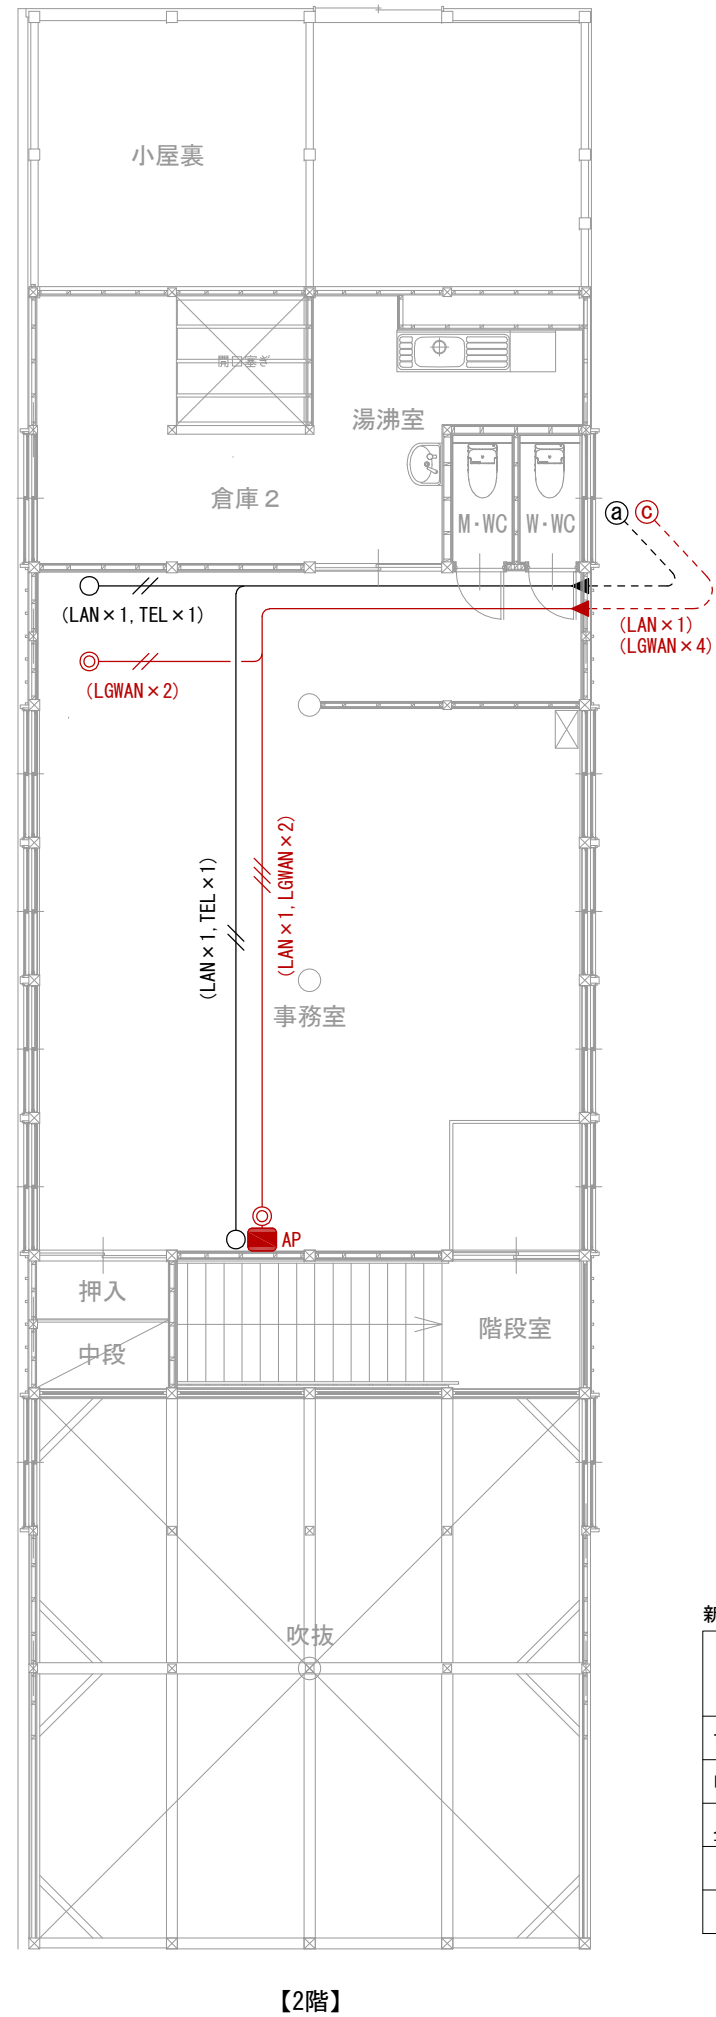 小屋裏
開口塞ぎ
湯沸室
倉庫2
M・WC
W・WC
ⓐ ⓒ
(LAN×1, TEL×1)
(LAN×1)
(LGWAN×4)
(LGWAN×2)
(LAN×1, TEL×1)
(LAN×1, LGWAN×2)
事務室
AP
押入
中段
階段室
吹抜
新
【2階】